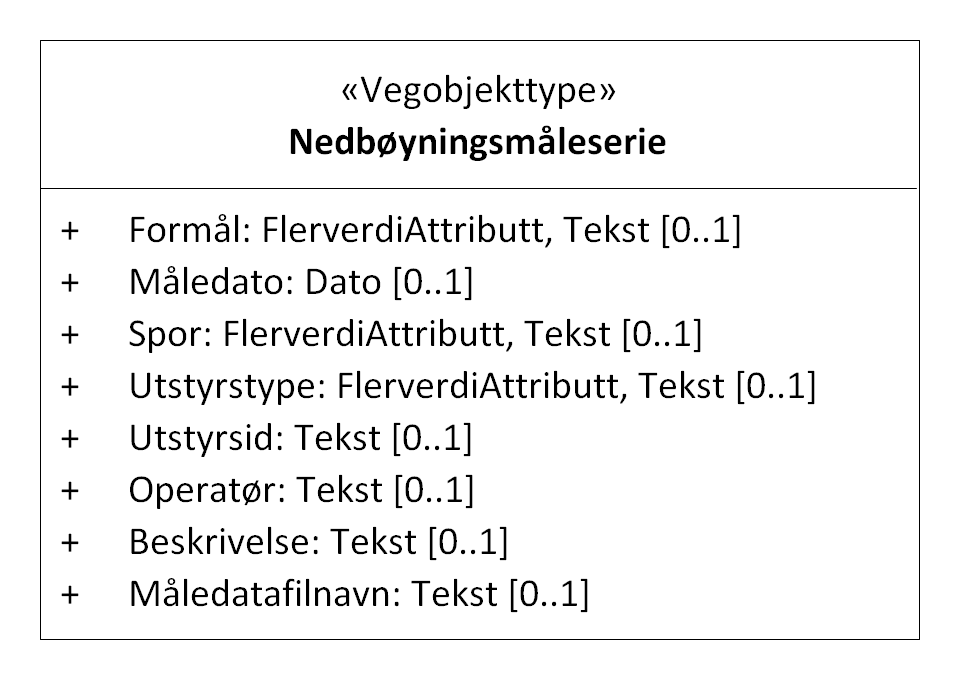 «Vegobjekttype»
Nedbøyningsmåleserie
+ Formål: FlerverdiAttributt, Tekst [0..1]
+ Måledato: Dato [0..1]
+ Spor: FlerverdiAttributt, Tekst [0..1]
+ Utstyrstype: FlerverdiAttributt, Tekst [0..1]
+ Utstyrsid: Tekst [0..1]
+ Operatør: Tekst [0..1]
+ Beskrivelse: Tekst [0..1]
+ Måledatafilnavn: Tekst [0..1]